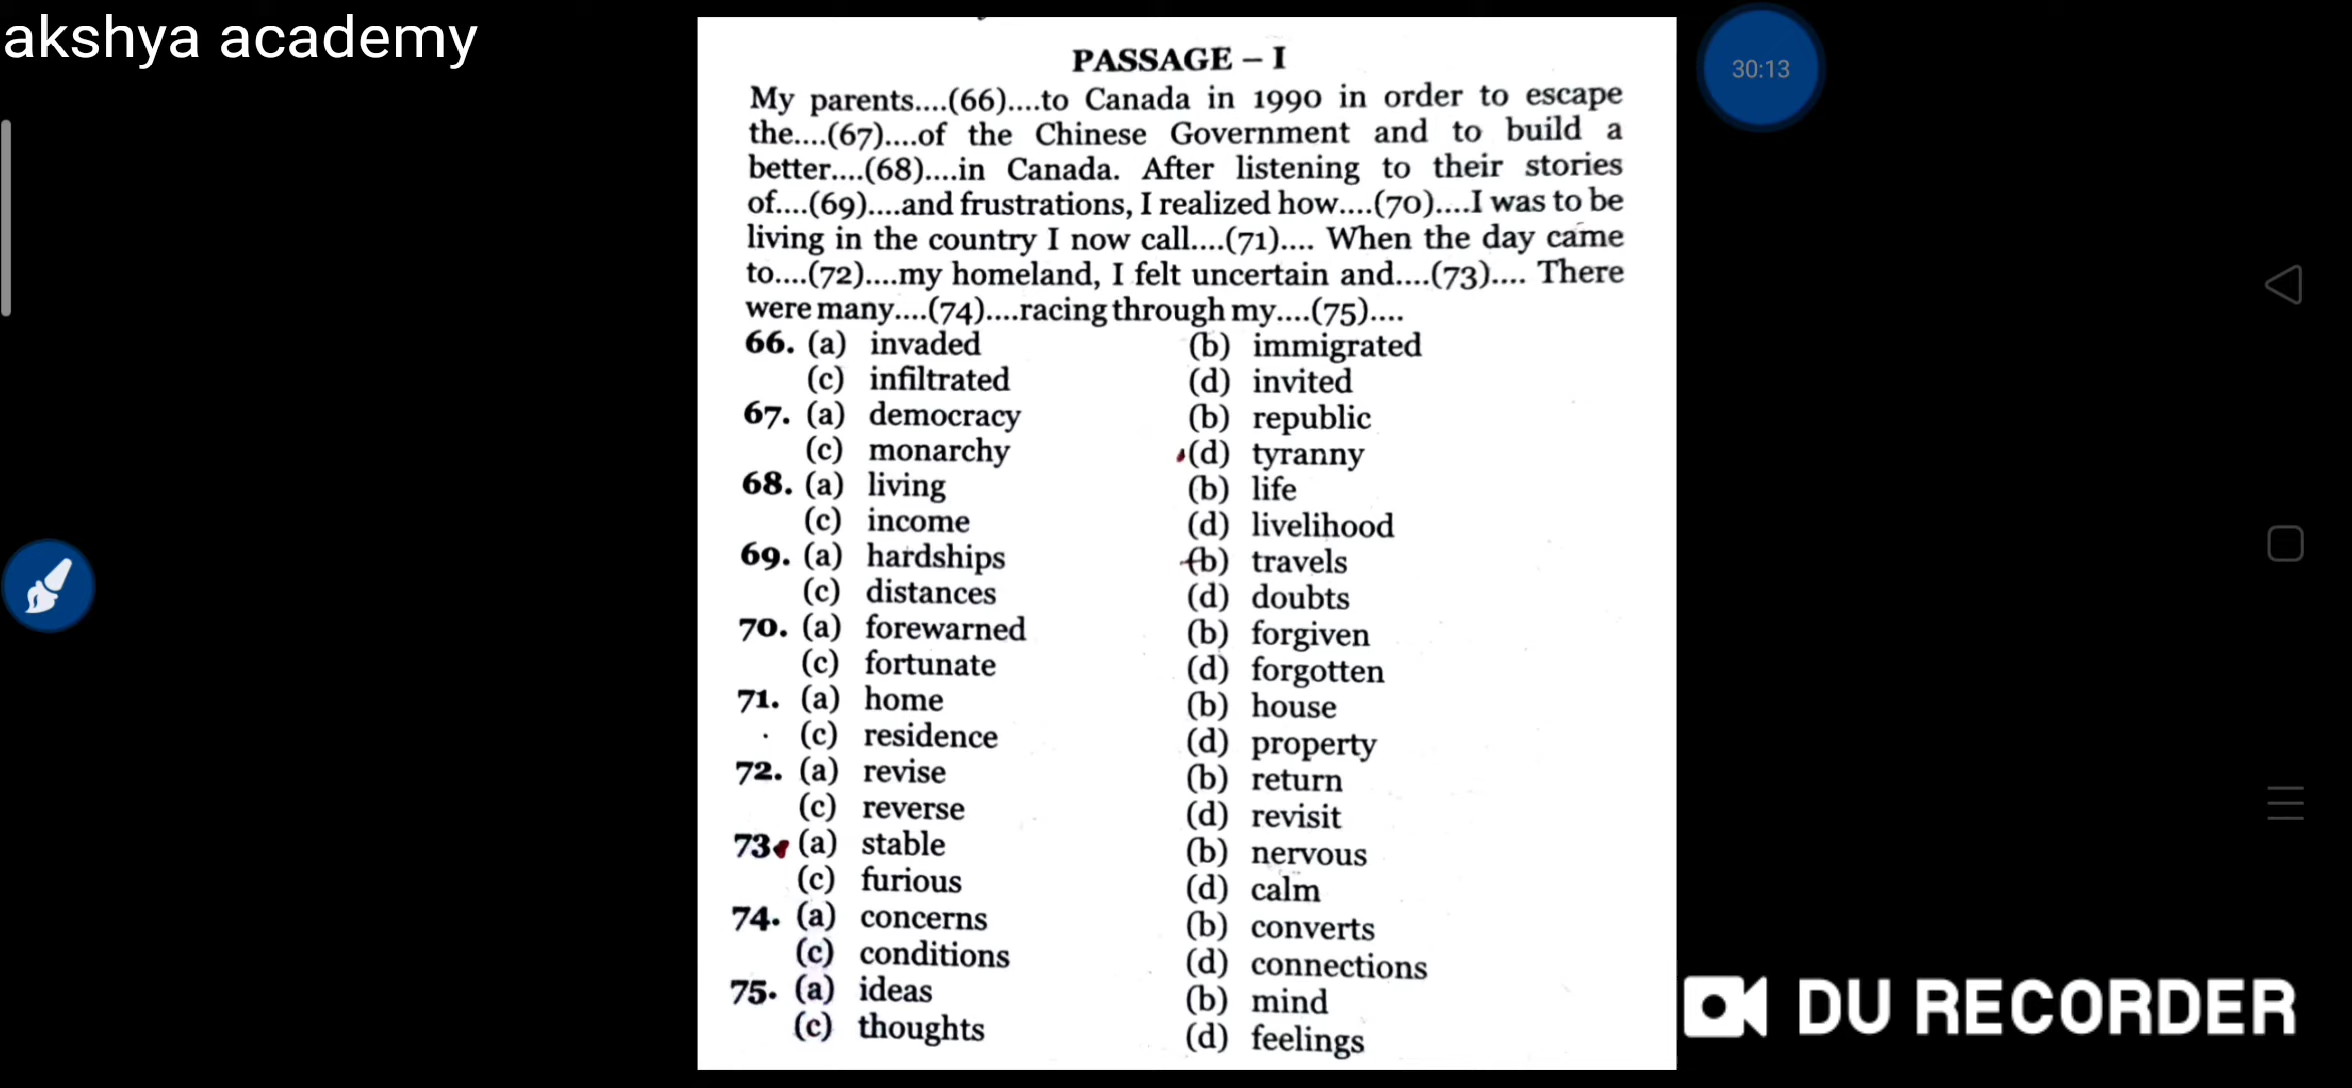 akshya academy
30:13
PASSAGE – I
My parents....(66)....to Canada in 1990 in order to escape
the....(67)....of the Chinese Government and to build a
better....(68)....in Canada. After listening to their stories
of....(69)....and frustrations, I realized how....(70)....I was to be
living in the country I now call....(71).... When the day came
to....(72)....my homeland, I felt uncertain and....(73).... There
were many....(74)....racing through my....(75)....
66. (a) invaded (b) immigrated
(c) infiltrated (d) invited
67. (a) democracy (b) republic
(c) monarchy (d) tyranny
68. (a) living (b) life
(c) income (d) livelihood
69. (a) hardships (b) travels
(c) distances (d) doubts
70. (a) forewarned (b) forgiven
(c) fortunate (d) forgotten
71. (a) home (b) house
(c) residence (d) property
72. (a) revise (b) return
(c) reverse (d) revisit
73. (a) stable (b) nervous
(c) furious (d) calm
74. (a) concerns (b) converts
(c) conditions (d) connections
75. (a) ideas (b) mind
(c) thoughts (d) feelings
DU RECORDER